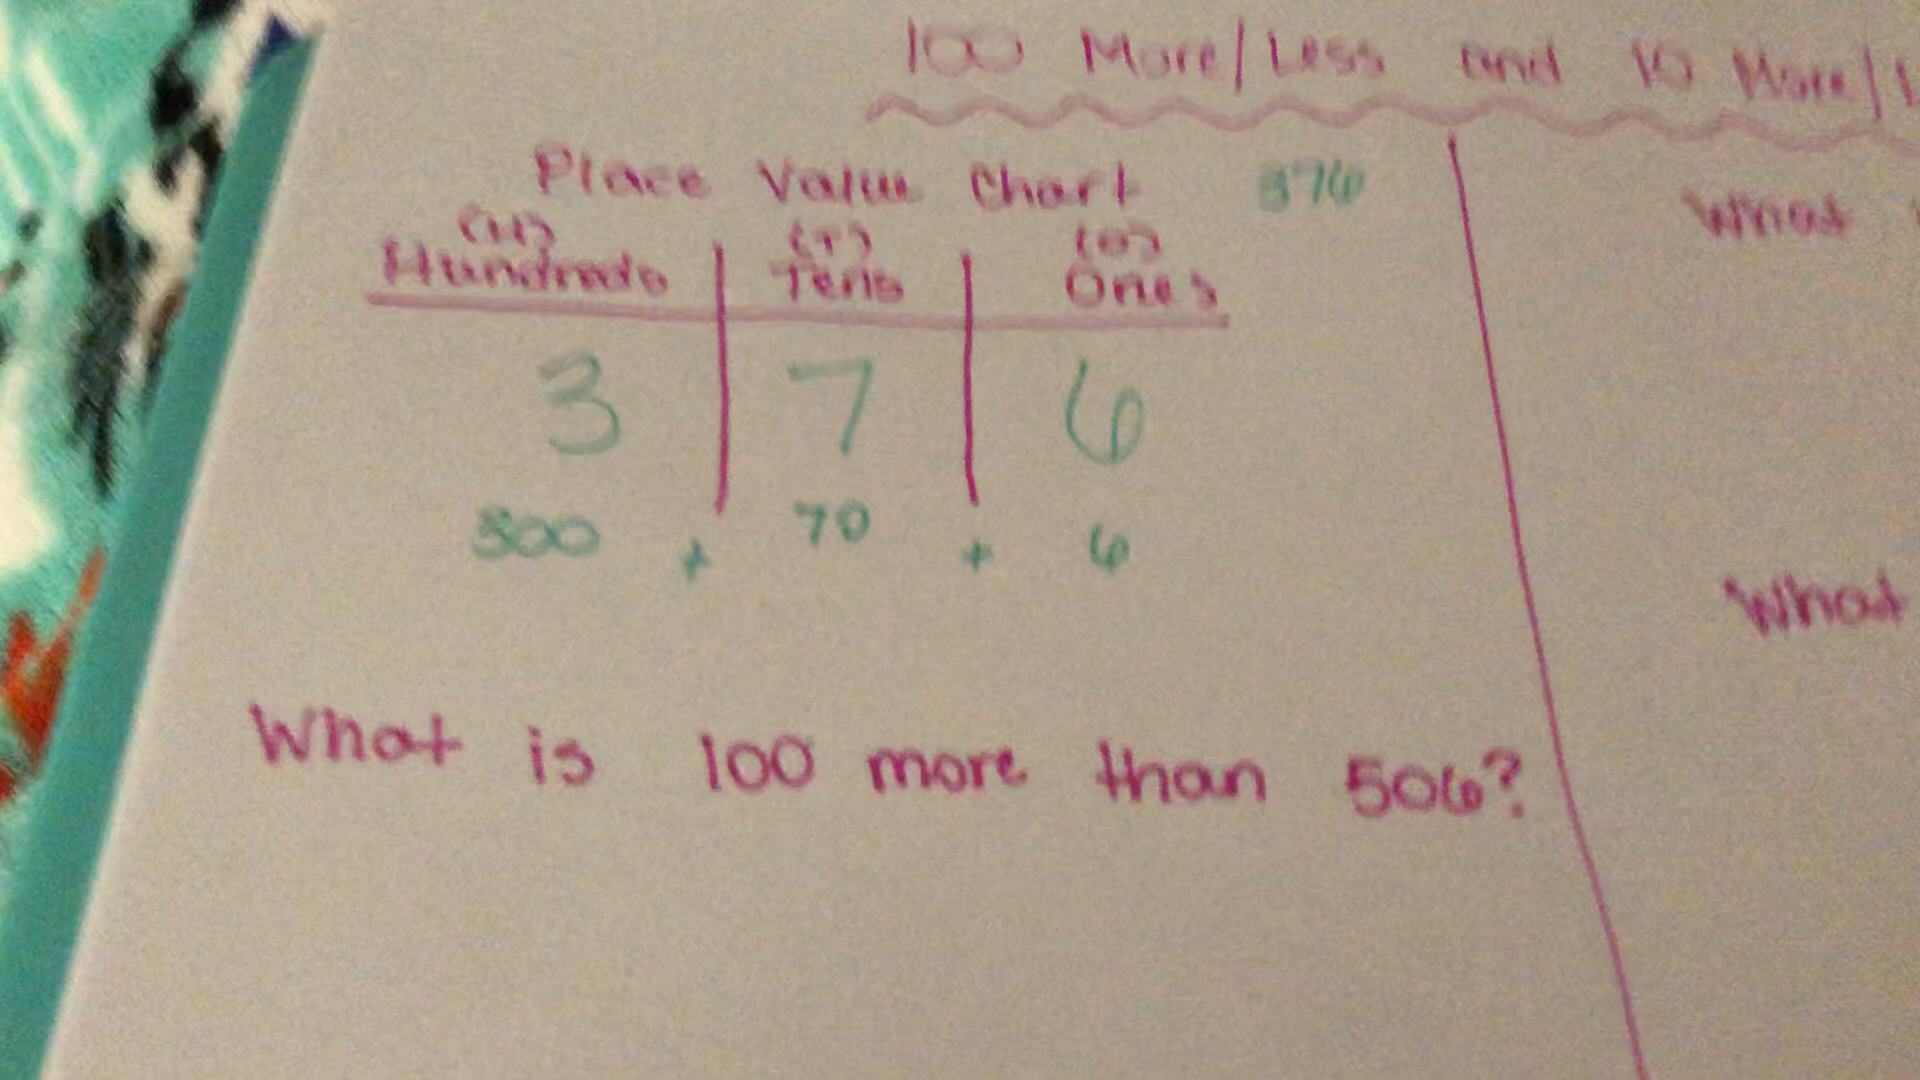 100 More/Less and 10 More/L
Place Value Chart 376
(H) (T) (O)
Hundreds Tens Ones
3 7 6
300 + 70 + 6
What is 100 more than 506?
What
What